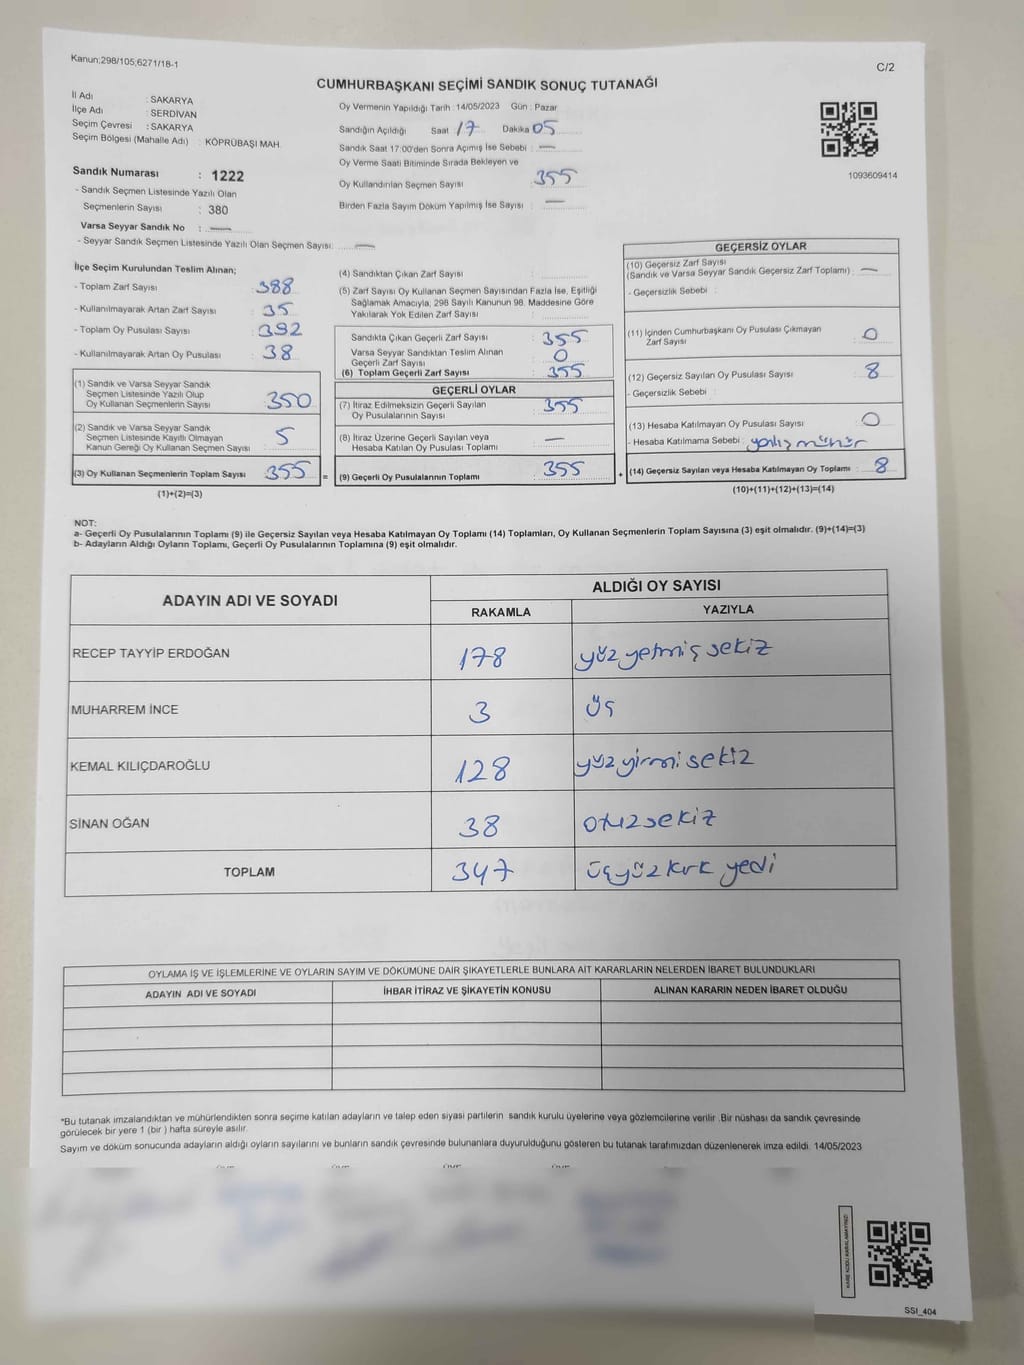 Kanun;298/105;6271/18-1
C/2
CUMHURBAŞKANI SEÇİMİ SANDIK SONUÇ TUTANAĞI
İl Adı : SAKARYA
İlçe Adı : SERDİVAN
Seçim Çevresi : SAKARYA
Seçim Bölgesi (Mahalle Adı) : KÖPRÜBAŞI MAH.
Sandık Numarası : 1222
- Sandık Seçmen Listesinde Yazılı Olan
Seçmenlerin Sayısı : 380
Varsa Seyyar Sandık No : —
- Seyyar Sandık Seçmen Listesinde Yazılı Olan Seçmen Sayısı: —
Oy Vermenin Yapıldığı Tarih :14/05/2023 Gün : Pazar
Sandığın Açıldığı Saat 17 Dakika 05
Sandık Saat 17:00'den Sonra Açımış İse Sebebi : —
Oy Verme Saati Bitiminde Sırada Bekleyen ve
Oy Kullandırılan Seçmen Sayısı 355
Birden Fazla Sayım Döküm Yapılmış İse Sayısı : —
1093609414
İlçe Seçim Kurulundan Teslim Alınan;
- Toplam Zarf Sayısı : 388
- Kullanılmayarak Artan Zarf Sayısı : 35
- Toplam Oy Pusulası Sayısı : 392
- Kullanılmayarak Artan Oy Pusulası : 38
(1) Sandık ve Varsa Seyyar Sandık
Seçmen Listesinde Yazılı Olup
Oy Kullanan Seçmenlerin Sayısı 350
(2) Sandık ve Varsa Seyyar Sandık
Seçmen Listesinde Kayıtlı Olmayan
Kanun Gereği Oy Kullanan Seçmen Sayısı 5
(3) Oy Kullanan Seçmenlerin Toplam Sayısı 355 =
(1)+(2)=(3)
(4) Sandıktan Çıkan Zarf Sayısı :
(5) Zarf Sayısı Oy Kullanan Seçmen Sayısından Fazla İse, Eşitliği
Sağlamak Amacıyla; 298 Sayılı Kanunun 98. Maddesine Göre
Yakılarak Yok Edilen Zarf Sayısı :
Sandıkta Çıkan Geçerli Zarf Sayısı : 355
Varsa Seyyar Sandıktan Teslim Alınan
Geçerli Zarf Sayısı : 0
(6) Toplam Geçerli Zarf Sayısı : 355
GEÇERLİ OYLAR
(7) İtiraz Edilmeksizin Geçerli Sayılan
Oy Pusulalarının Sayısı : 355
(8) İtiraz Üzerine Geçerli Sayılan veya
Hesaba Katılan Oy Pusulaları Toplamı : —
(9) Geçerli Oy Pusulalarının Toplamı : 355 +
GEÇERSİZ OYLAR
(10) Geçersiz Zarf Sayısı
(Sandık ve Varsa Seyyar Sandık Geçersiz Zarf Toplamı) : —
- Geçersizlik Sebebi :
(11) İçinden Cumhurbaşkanı Oy Pusulası Çıkmayan
Zarf Sayısı : 0
(12) Geçersiz Sayılan Oy Pusulası Sayısı : 8
- Geçersizlik Sebebi :
(13) Hesaba Katılmayan Oy Pusulası Sayısı : 0
- Hesaba Katılmama Sebebi : yanlış mühür
(14) Geçersiz Sayılan veya Hesaba Katılmayan Oy Toplamı : 8
(10)+(11)+(12)+(13)=(14)
NOT:
a- Geçerli Oy Pusulalarının Toplamı (9) ile Geçersiz Sayılan veya Hesaba Katılmayan Oy Toplamı (14) Toplamları, Oy Kullanan Seçmenlerin Toplam Sayısına (3) eşit olmalıdır. (9)+(14)=(3)
b- Adayların Aldığı Oyların Toplamı, Geçerli Oy Pusulalarının Toplamına (9) eşit olmalıdır.
ADAYIN ADI VE SOYADI
ALDIĞI OY SAYISI
RAKAMLA YAZIYLA
RECEP TAYYİP ERDOĞAN 178 yüz yetmiş sekiz
MUHARREM İNCE 3 üç
KEMAL KILIÇDAROĞLU 128 yüz yirmi sekiz
SİNAN OĞAN 38 otuz sekiz
TOPLAM 347 üçyüz kırk yedi
OYLAMA İŞ VE İŞLEMLERİNE VE OYLARIN SAYIM VE DÖKÜMÜNE DAİR ŞİKAYETLERLE BUNLARA AİT KARARLARIN NELERDEN İBARET BULUNDUKLARI
ADAYIN ADI VE SOYADI İHBAR İTİRAZ VE ŞİKAYETİN KONUSU ALINAN KARARIN NEDEN İBARET OLDUĞU
*Bu tutanak imzalandıktan ve mühürlendikten sonra seçime katılan adayların ve talep eden siyasi partilerin sandık kurulu üyelerine veya gözlemcilerine verilir .Bir nüshası da sandık çevresinde
görülecek bir yere 1 (bir ) hafta süreyle asılır.
Sayım ve döküm sonucunda adayların aldığı oyların sayılarını ve bunların sandık çevresinde bulunanlara duyurulduğunu gösteren bu tutanak tarafımızdan düzenlenerek imza edildi. 14/05/2023
KARE KODU KARALAMAYINIZ!
SSI_404